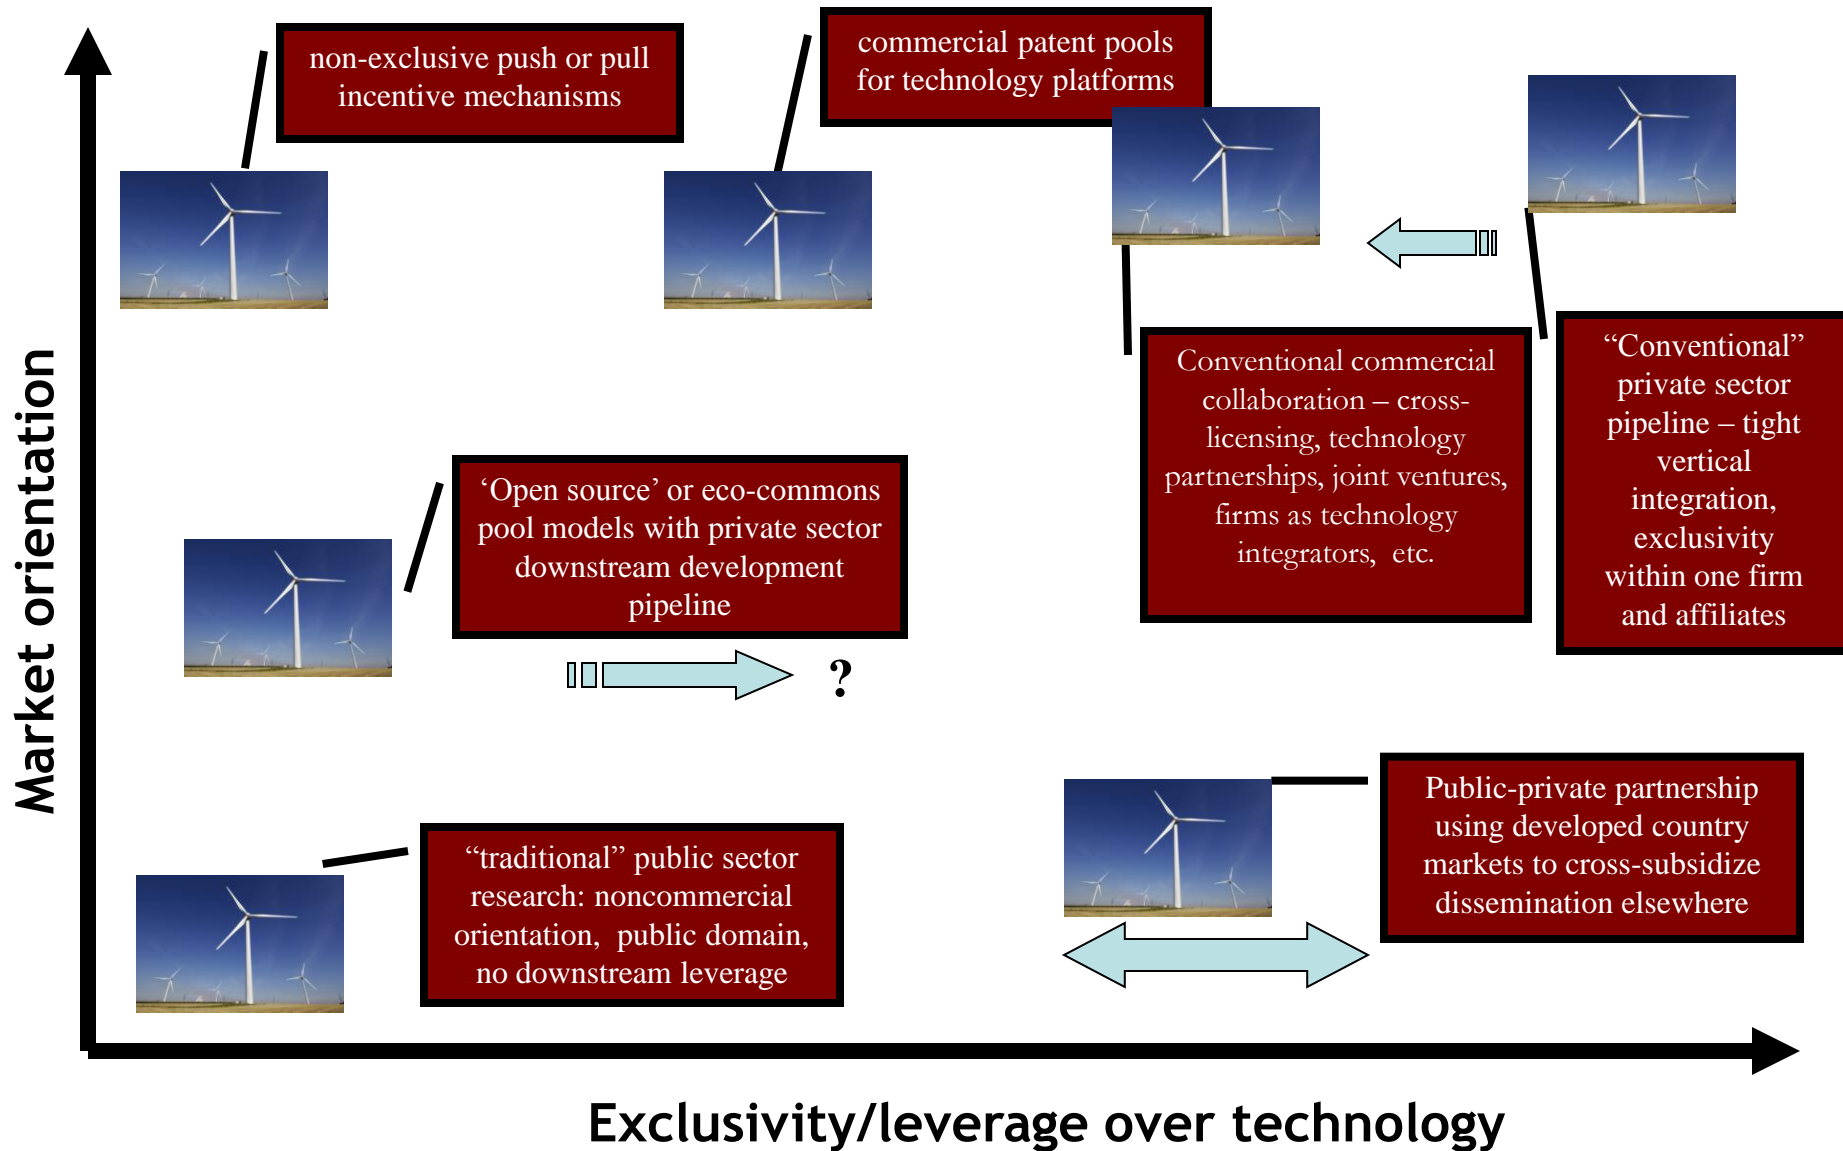 non-exclusive push or pull
incentive mechanisms
commercial patent pools
for technology platforms
Conventional commercial
collaboration – cross-
licensing, technology
partnerships, joint ventures,
firms as technology
integrators,  etc.
“Conventional”
private sector
pipeline – tight
vertical
integration,
exclusivity
within one firm
and affiliates
‘Open source’ or eco-commons
pool models with private sector
downstream development
pipeline
?
Public-private partnership
using developed country
markets to cross-subsidize
dissemination elsewhere
“traditional” public sector
research: noncommercial
orientation,  public domain,
no downstream leverage
Market orientation
Exclusivity/leverage over technology